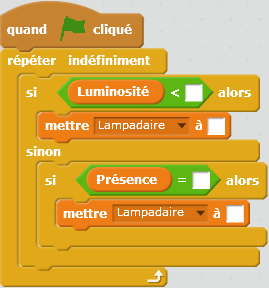 quand cliqué
répéter indéfiniment
si Luminosité < alors
mettre Lampadaire à
sinon
si Présence = alors
mettre Lampadaire à